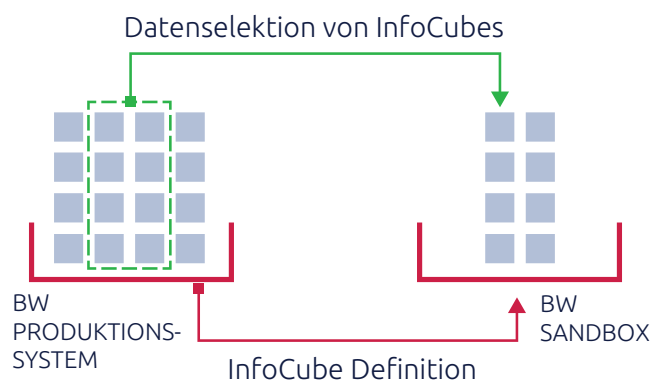 Datenselektion von InfoCubes
BW
PRODUKTIONS-
SYSTEM
BW
SANDBOX
InfoCube Definition